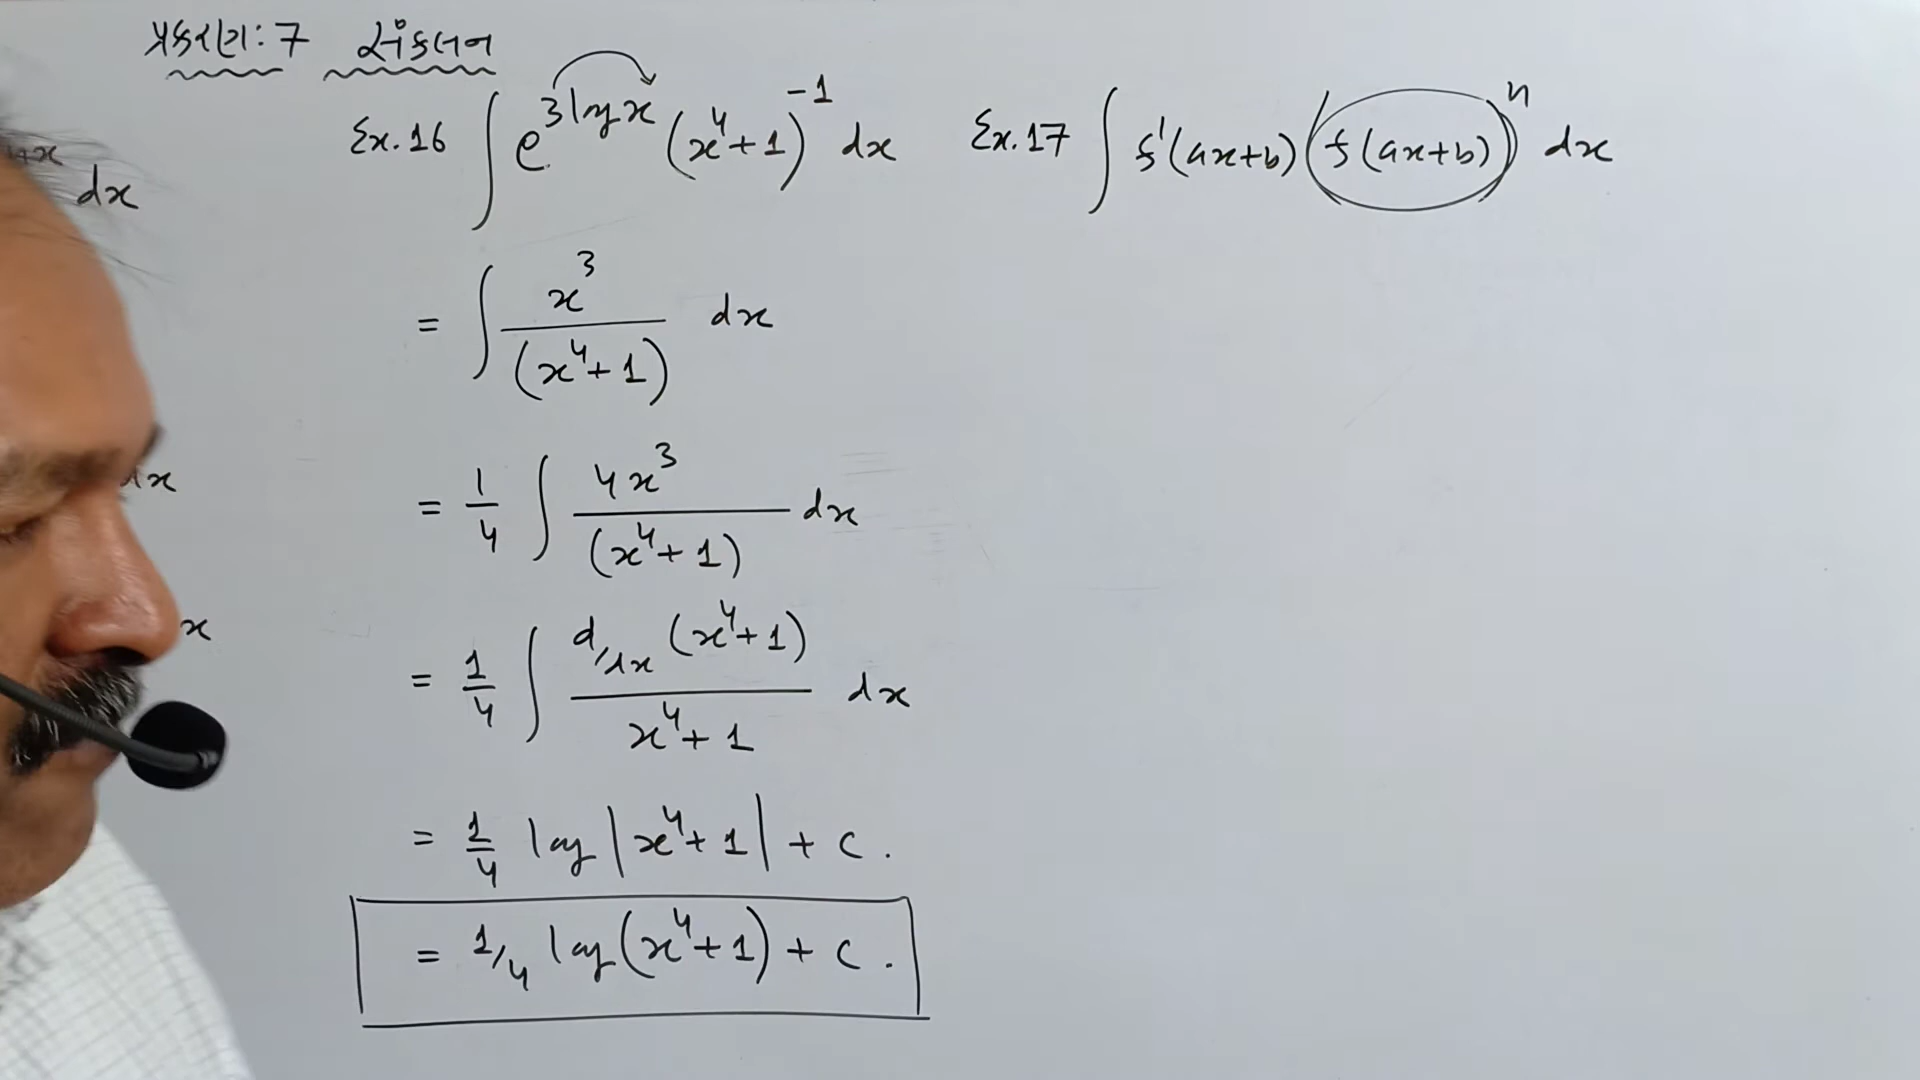 પ્રકરણ: 7 સંકલન
Ex. 16 ∫ e^{3 log x} (x⁴+1)⁻¹ dx
= ∫ x³/(x⁴+1) dx
= 1/4 ∫ 4x³/(x⁴+1) dx
= 1/4 ∫ d/dx (x⁴+1)/x⁴+1 dx
= 1/4 log |x⁴+1| + c .
= 1/4 log (x⁴+1) + c .
Ex. 17 ∫ f'(ax+b) (f(ax+b))ⁿ dx
dx